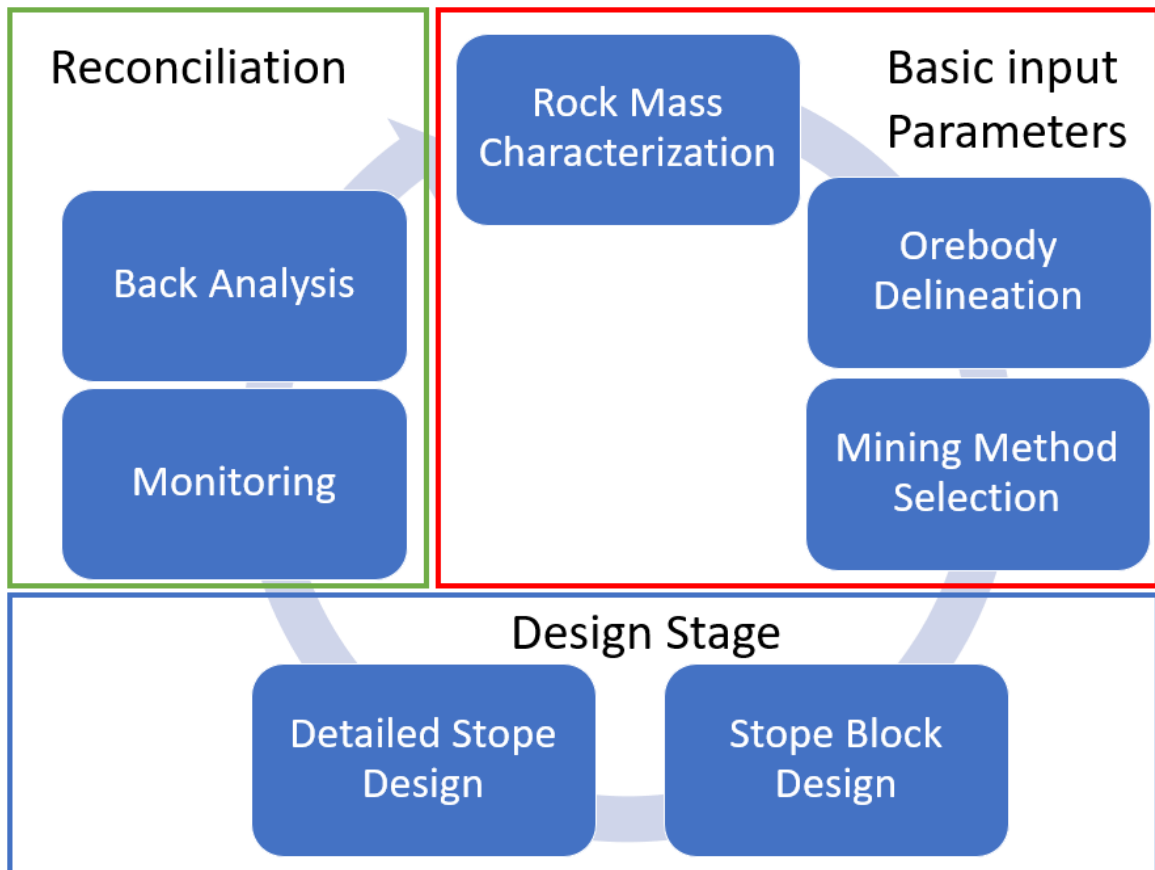 Reconciliation
Back Analysis
Monitoring
Basic input
Parameters
Rock Mass
Characterization
Orebody
Delineation
Mining Method
Selection
Design Stage
Detailed Stope
Design
Stope Block
Design